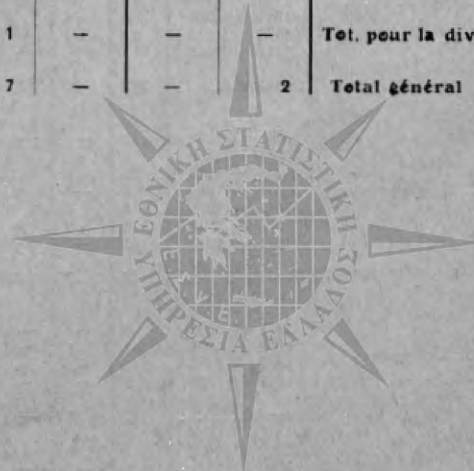 1 | – | – | – | Tot. pour la div
7 | – | – | 2 | Total général
ΕΘΝΙΚΗ ΣΤΑΤΙΣΤΙΚΗ
ΥΠΗΡΕΣΙΑ ΕΛΛΑΔΟΣ
Ε Σ Υ Ε